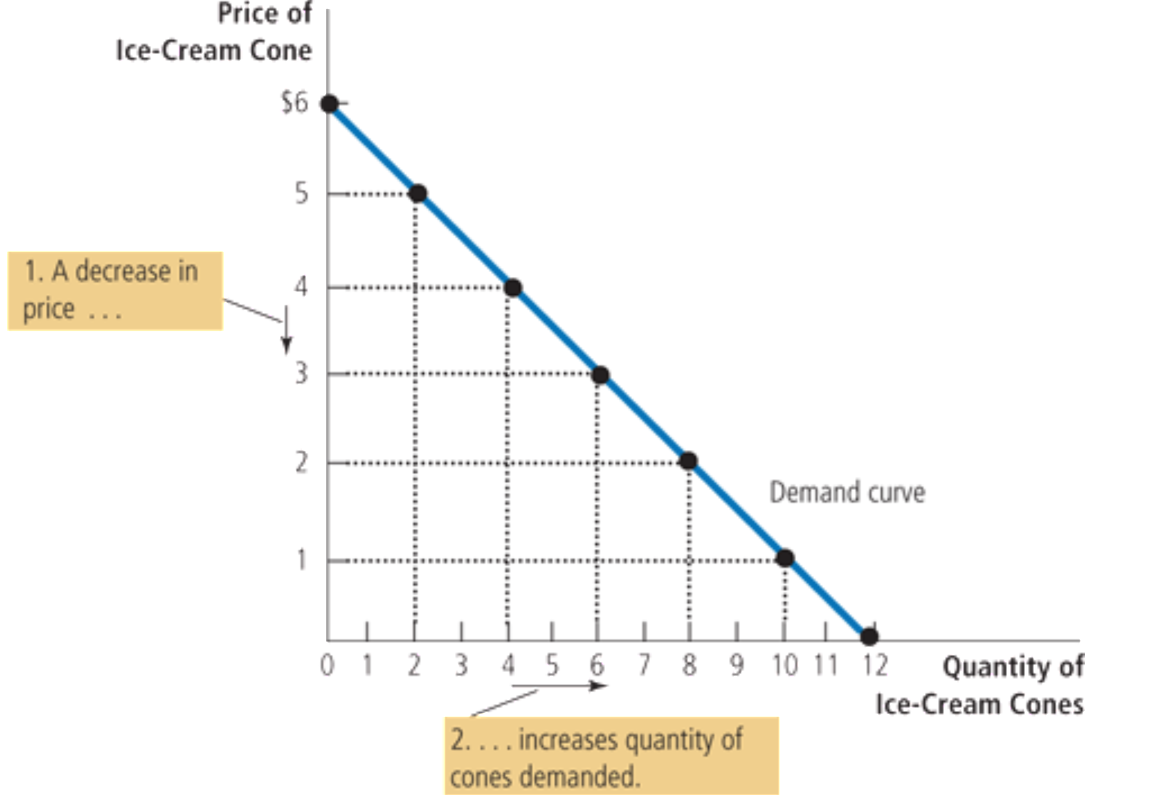 Price of
Ice-Cream Cone
$6
5
1. A decrease in
price ...
4
3
2
Demand curve
1
0 1 2 3 4 5 6 7 8 9 10 11 12
Quantity of
Ice-Cream Cones
2. . . . increases quantity of
cones demanded.